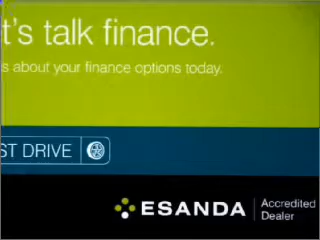 t's talk finance.
s about your finance options today.
ST DRIVE
ESANDA
Accredited
Dealer